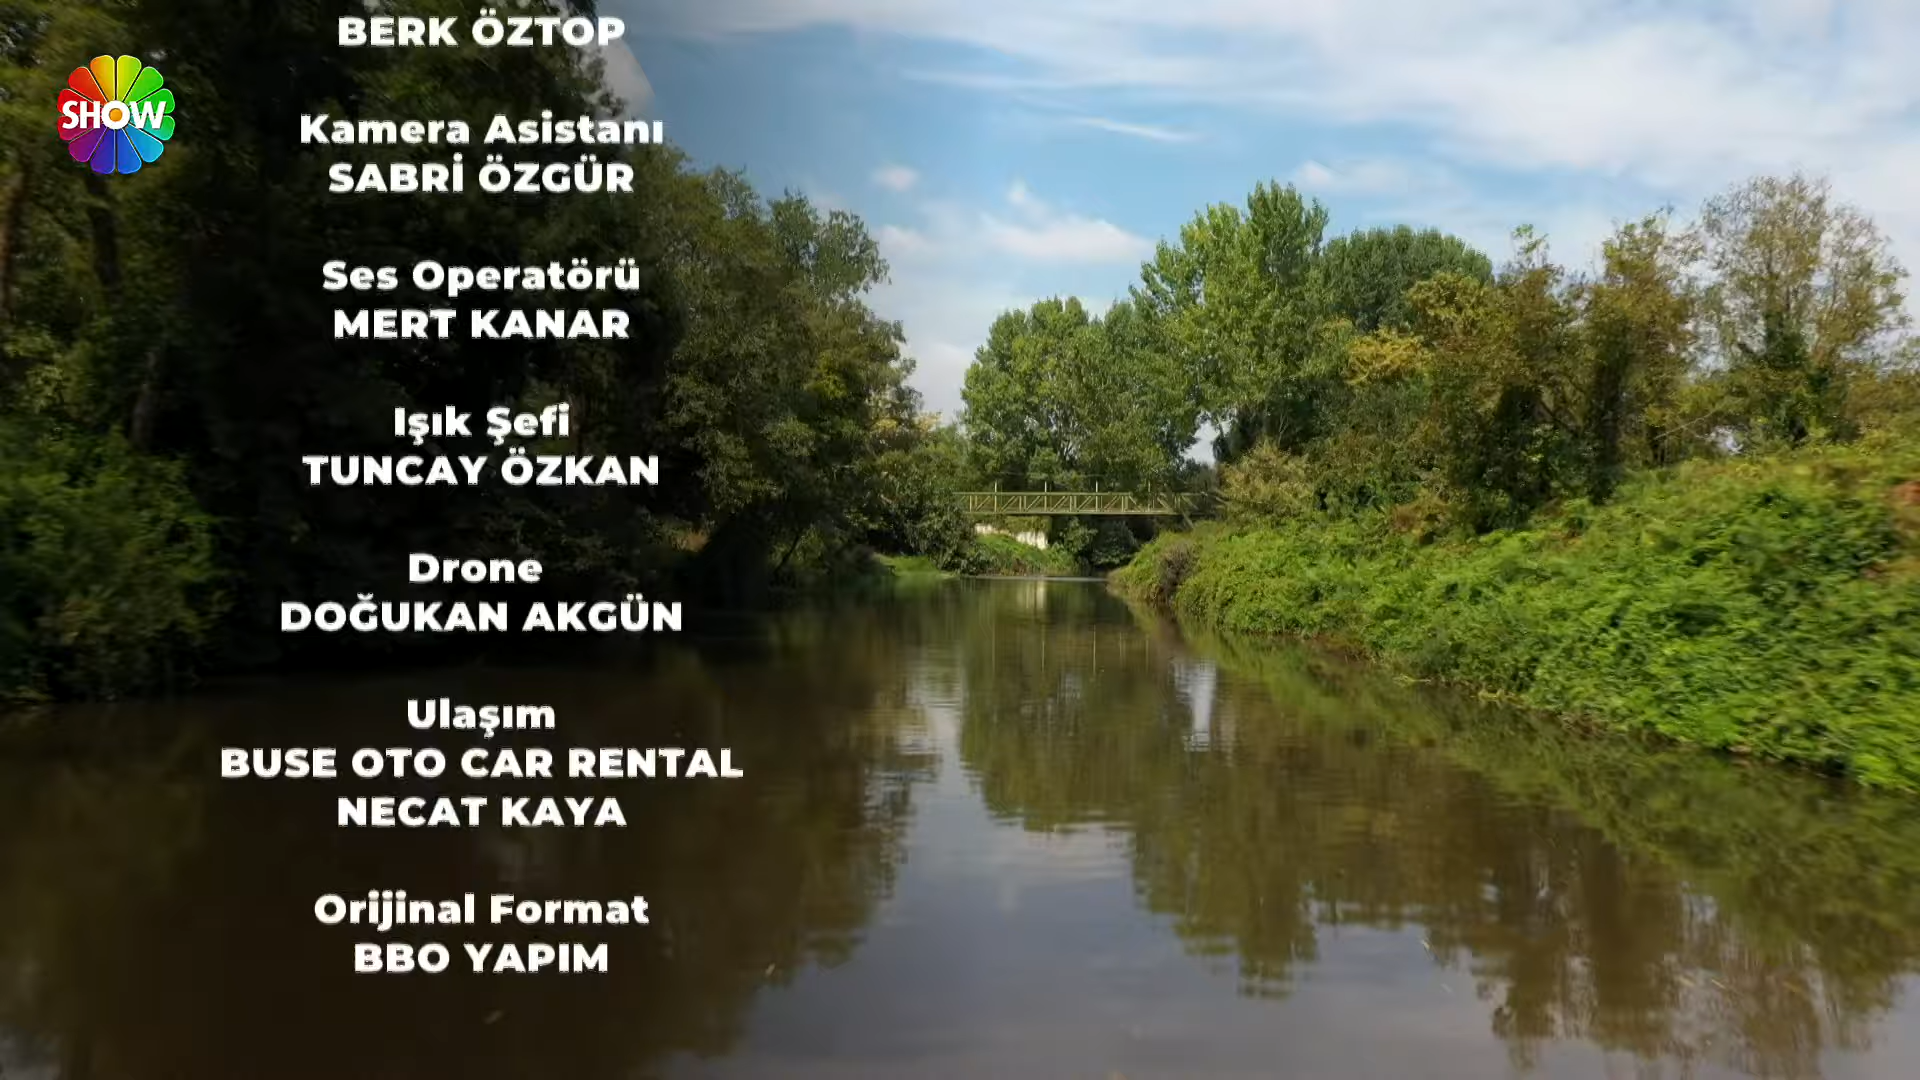 BERK ÖZTOP
SHOW
Kamera Asistanı
SABRİ ÖZGÜR
Ses Operatörü
MERT KANAR
Işık Şefi
TUNCAY ÖZKAN
Drone
DOĞUKAN AKGÜN
Ulaşım
BUSE OTO CAR RENTAL
NECAT KAYA
Orijinal Format
BBO YAPIM